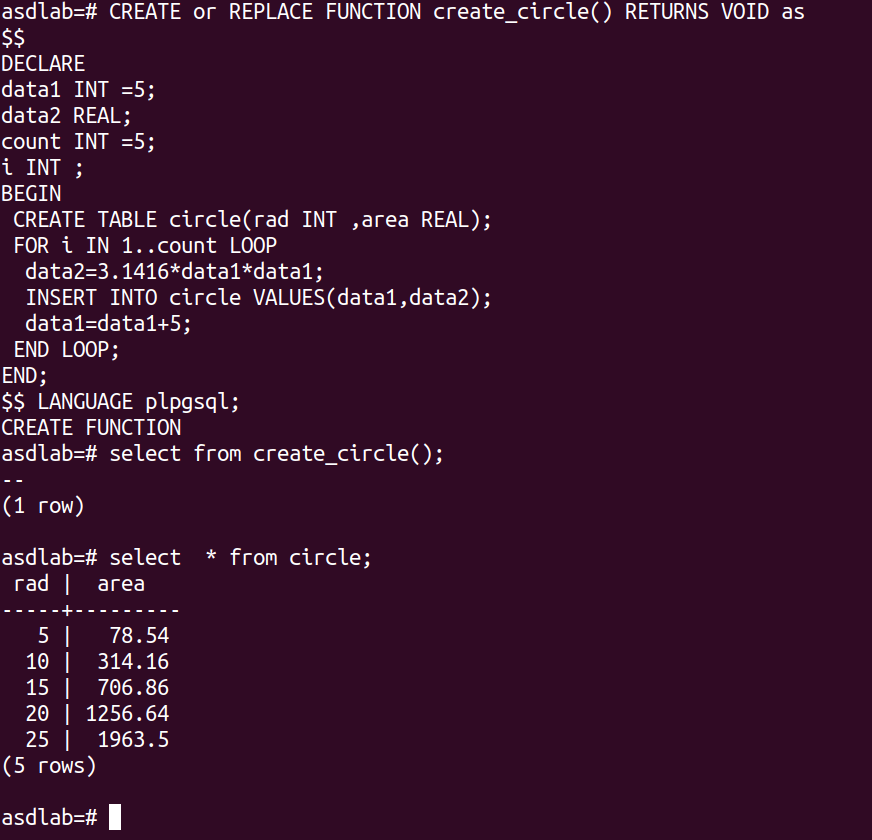 asdlab=# CREATE or REPLACE FUNCTION create_circle() RETURNS VOID as
$$
DECLARE
data1 INT =5;
data2 REAL;
count INT =5;
i INT ;
BEGIN
 CREATE TABLE circle(rad INT ,area REAL);
 FOR i IN 1..count LOOP
  data2=3.1416*data1*data1;
  INSERT INTO circle VALUES(data1,data2);
  data1=data1+5;
 END LOOP;
END;
$$ LANGUAGE plpgsql;
CREATE FUNCTION
asdlab=# select from create_circle();
--
(1 row)

asdlab=# select  * from circle;
 rad |  area
-----+---------
   5 |   78.54
  10 |  314.16
  15 |  706.86
  20 | 1256.64
  25 |  1963.5
(5 rows)

asdlab=#